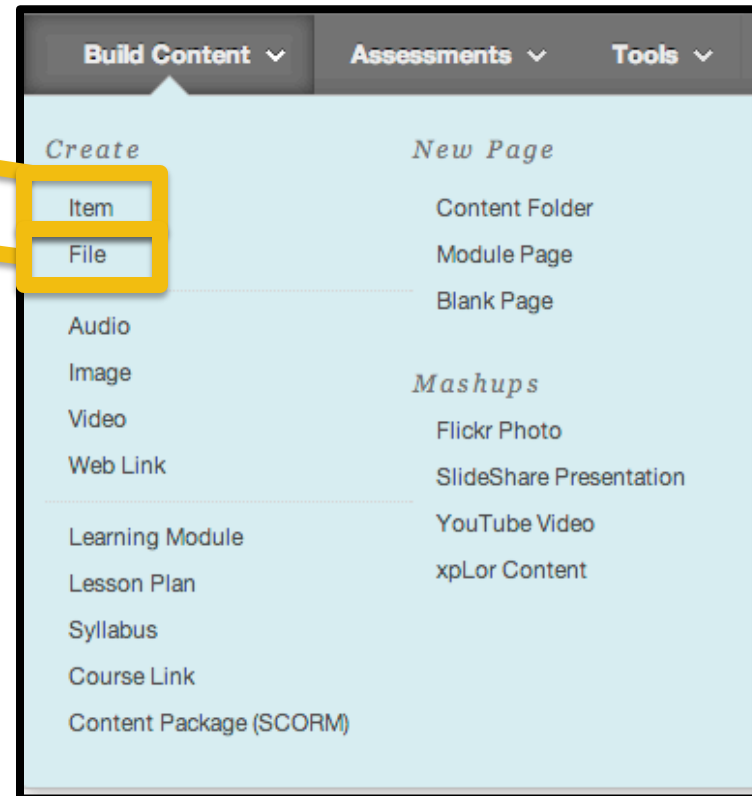 Build Content
Assessments
Tools
Create
Item
File
Audio
Image
Video
Web Link
Learning Module
Lesson Plan
Syllabus
Course Link
Content Package (SCORM)
New Page
Content Folder
Module Page
Blank Page
Mashups
Flickr Photo
SlideShare Presentation
YouTube Video
xpLor Content